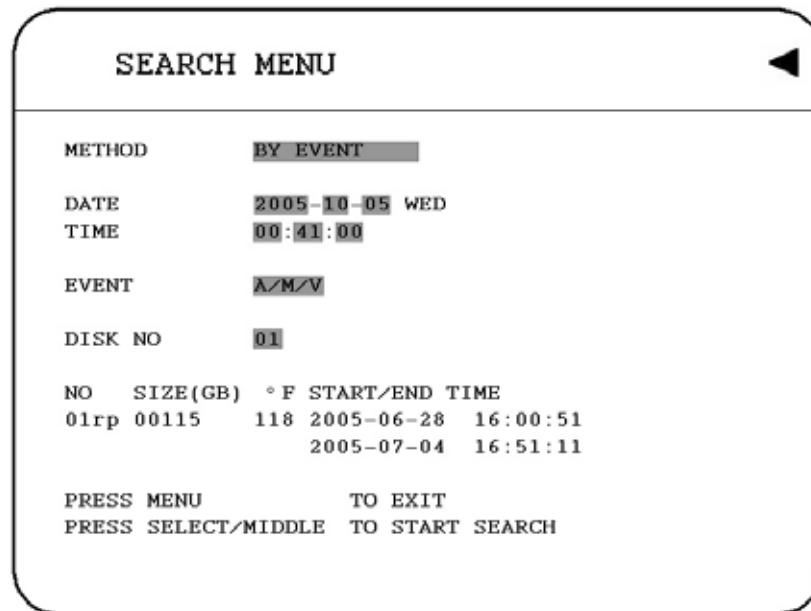 SEARCH MENU
METHOD BY EVENT
DATE 2005-10-05 WED
TIME 00:41:00
EVENT A/M/V
DISK NO 01
NO SIZE(GB) °F START/END TIME
01rp 00115 118 2005-06-28 16:00:51
2005-07-04 16:51:11
PRESS MENU TO EXIT
PRESS SELECT/MIDDLE TO START SEARCH